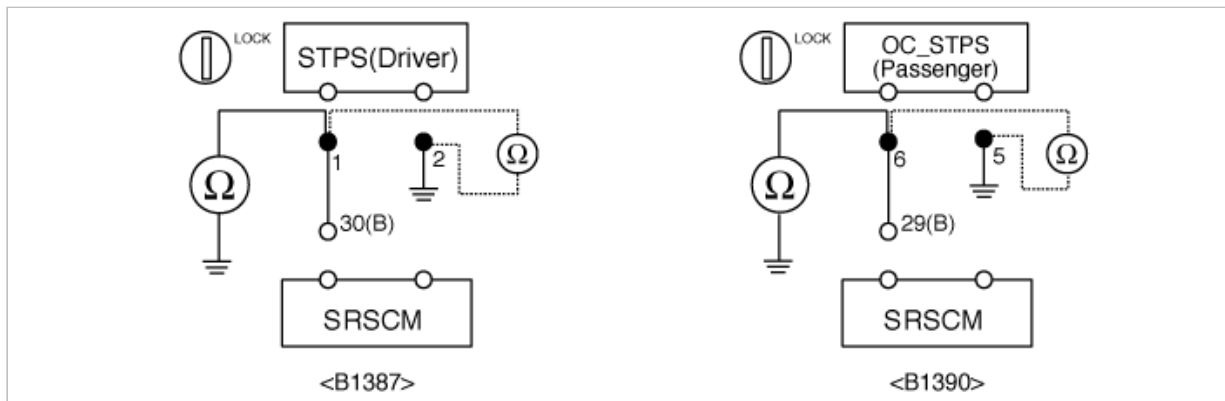 LOCK
STPS(Driver)
Ω
1
2
Ω
30(B)
SRSCM
<B1387>
LOCK
OC_STPS
(Passenger)
Ω
6
5
Ω
29(B)
SRSCM
<B1390>